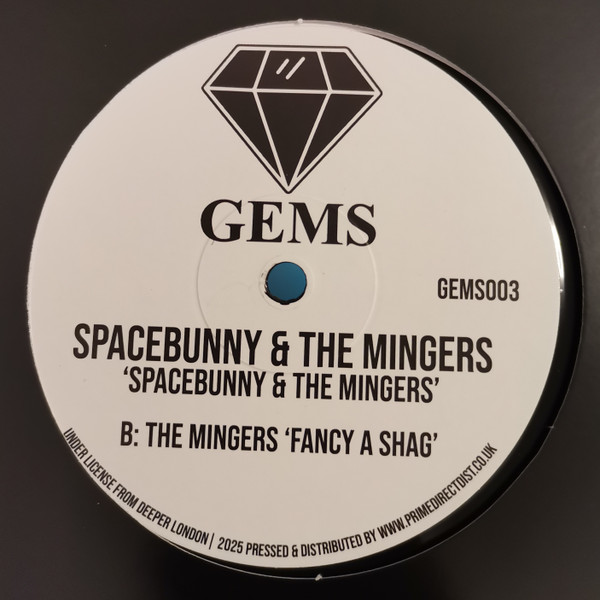 GEMS
GEMS003
SPACEBUNNY & THE MINGERS
‘SPACEBUNNY & THE MINGERS’
B: THE MINGERS ‘FANCY A SHAG’
UNDER LICENSE FROM DEEPER LONDON | 2025 PRESSED & DISTRIBUTED BY WWW.PRIMEDIRECTDIST.CO.UK